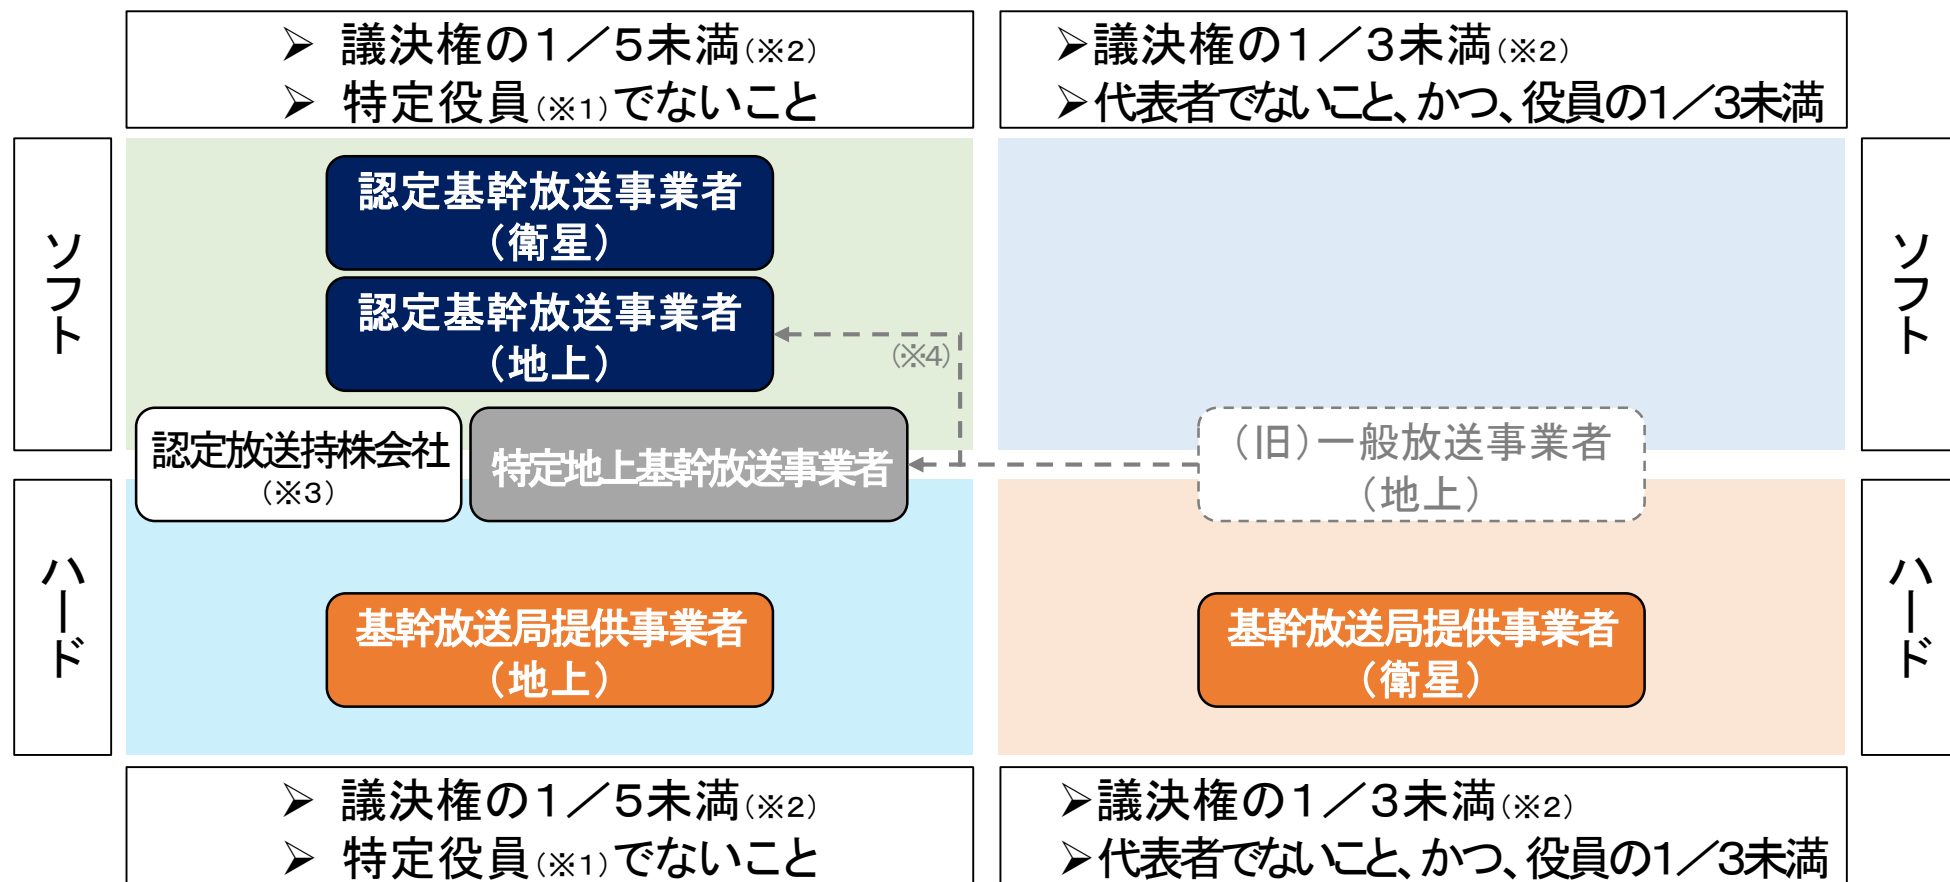 ➢ 議決権の1／5未満(※2)
➢ 特定役員(※1)でないこと
➢議決権の1／3未満(※2)
➢代表者でないこと、かつ、役員の1／3未満
ソフト
認定基幹放送事業者
（衛星）
認定基幹放送事業者
（地上）
(※4)
ソフト
認定放送持株会社
(※3)
特定地上基幹放送事業者
（旧）一般放送事業者
（地上）
ハード
基幹放送局提供事業者
（地上）
基幹放送局提供事業者
（衛星）
ハード
➢ 議決権の1／5未満(※2)
➢ 特定役員(※1)でないこと
➢議決権の1／3未満(※2)
➢代表者でないこと、かつ、役員の1／3未満